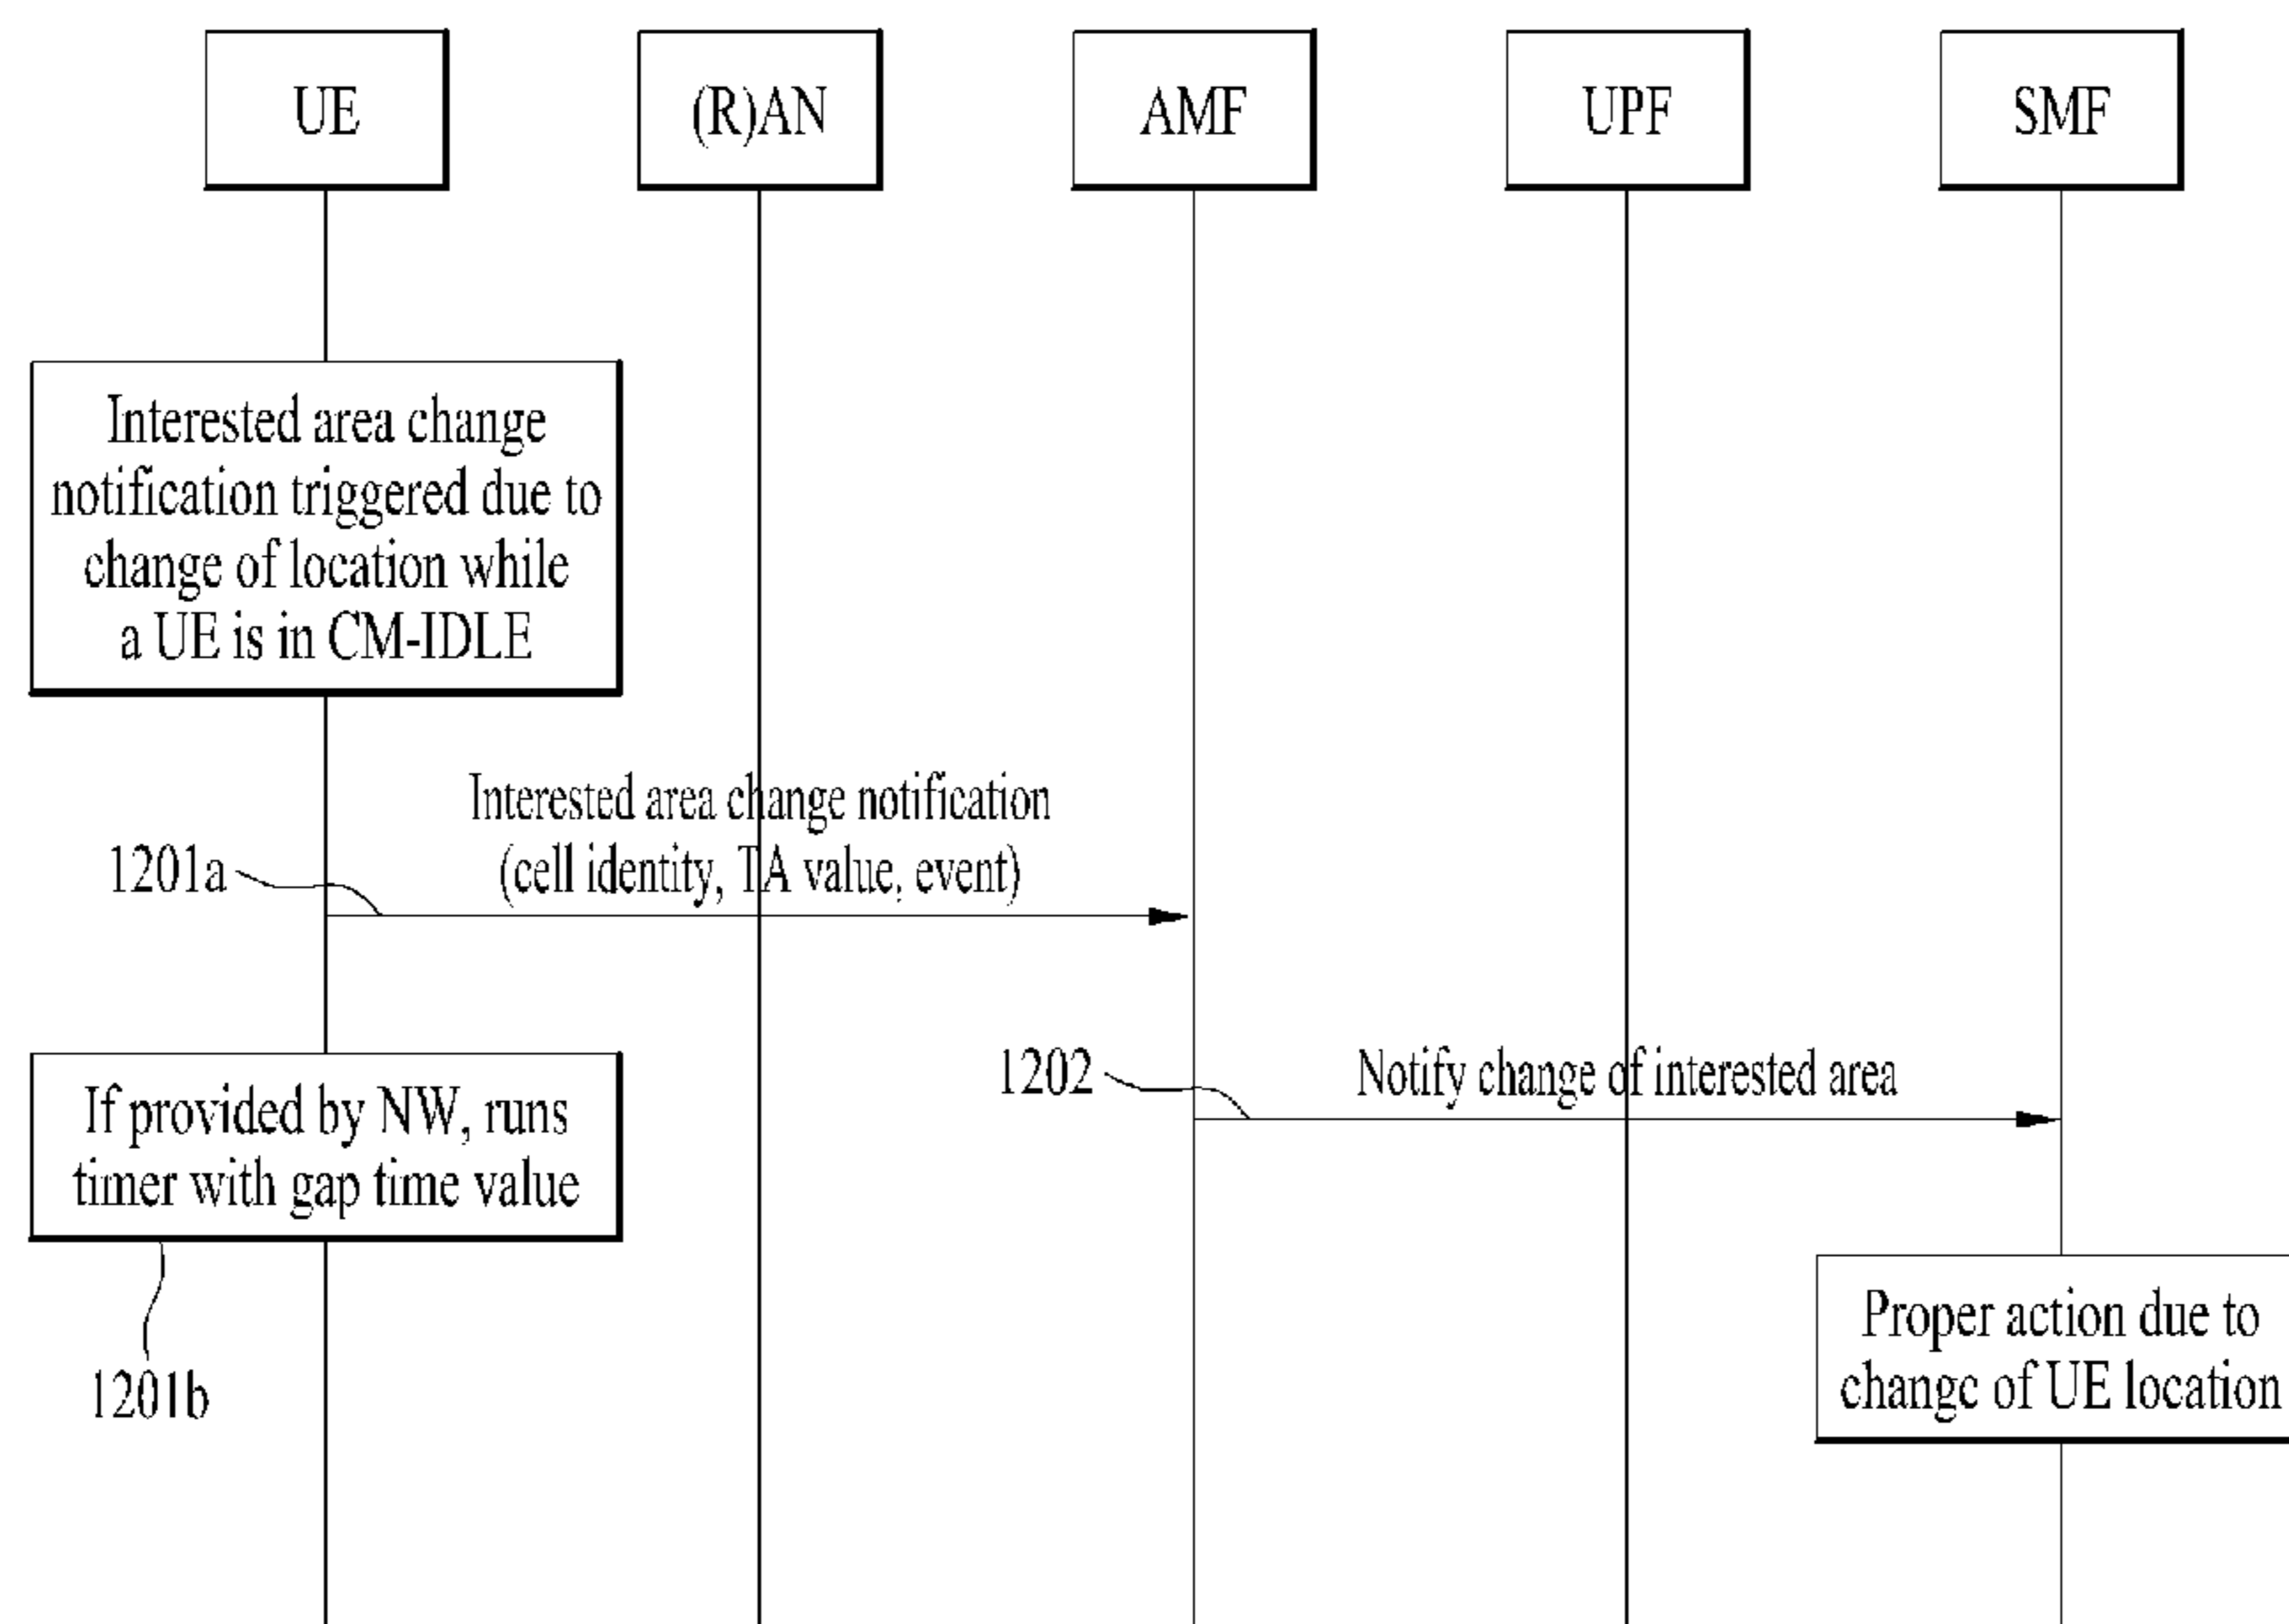 UE
(R)AN
AMF
UPF
SMF
Interested area change
notification triggered due to
change of location while
a UE is in CM-IDLE
Interested area change notification
(cell identity, TA value, event)
1201a
1202
Notify change of interested area
If provided by NW, runs
timer with gap time value
1201b
Proper action due to
change of UE location